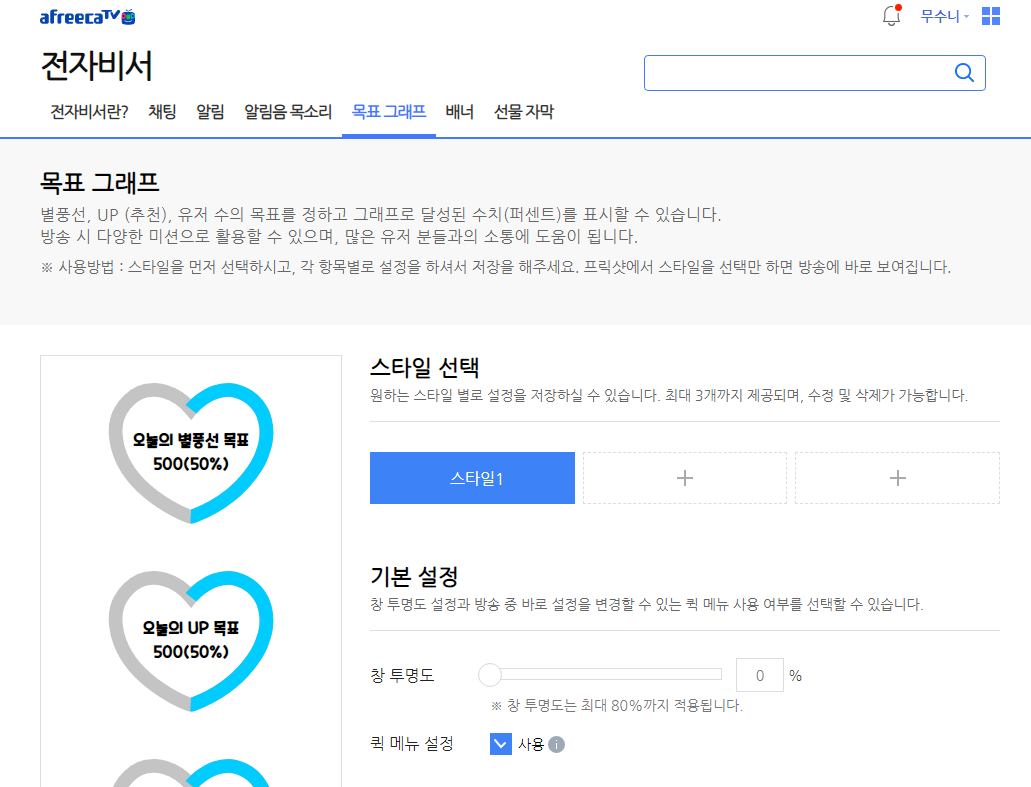 afreecaTV
무수니
전자비서
전자비서란? 채팅 알림 알림음 목소리 목표 그래프 배너 선물 자막
목표 그래프
별풍선, UP (추천), 유저 수의 목표를 정하고 그래프로 달성된 수치(퍼센트)를 표시할 수 있습니다.
방송 시 다양한 미션으로 활용할 수 있으며, 많은 유저 분들과의 소통에 도움이 됩니다.
※ 사용방법 : 스타일을 먼저 선택하시고, 각 항목별로 설정을 하셔서 저장을 해주세요. 프릭샷에서 스타일을 선택만 하면 방송에 바로 보여집니다.
오늘의 별풍선 목표
500(50%)
오늘의 UP 목표
500(50%)
스타일 선택
원하는 스타일 별로 설정을 저장하실 수 있습니다. 최대 3개까지 제공되며, 수정 및 삭제가 가능합니다.
스타일1
기본 설정
창 투명도 설정과 방송 중 바로 설정을 변경할 수 있는 퀵 메뉴 사용 여부를 선택할 수 있습니다.
창 투명도 0 %
※ 창 투명도는 최대 80%까지 적용됩니다.
퀵 메뉴 설정 사용